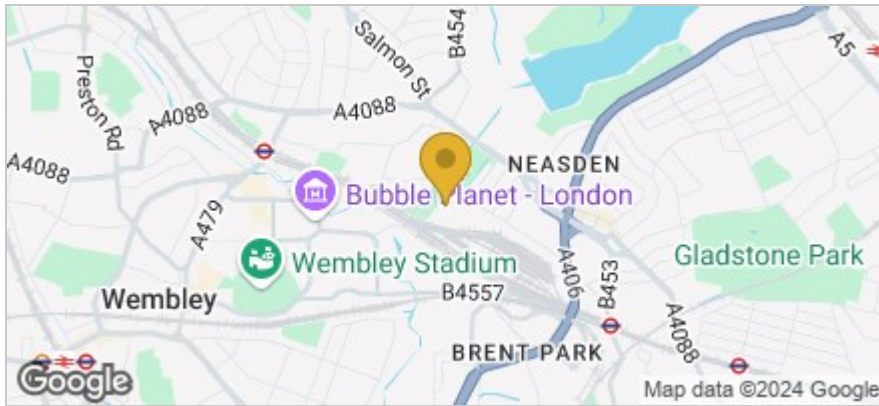 Salmon St
B454
A5
Preston Rd
A4088
A4088
A4088
NEASDEN
Bubble Planet - London
A479
Gladstone Park
Wembley Stadium
A406
B453
B4557
Wembley
A4088
BRENT PARK
Google
Map data ©2024 Google